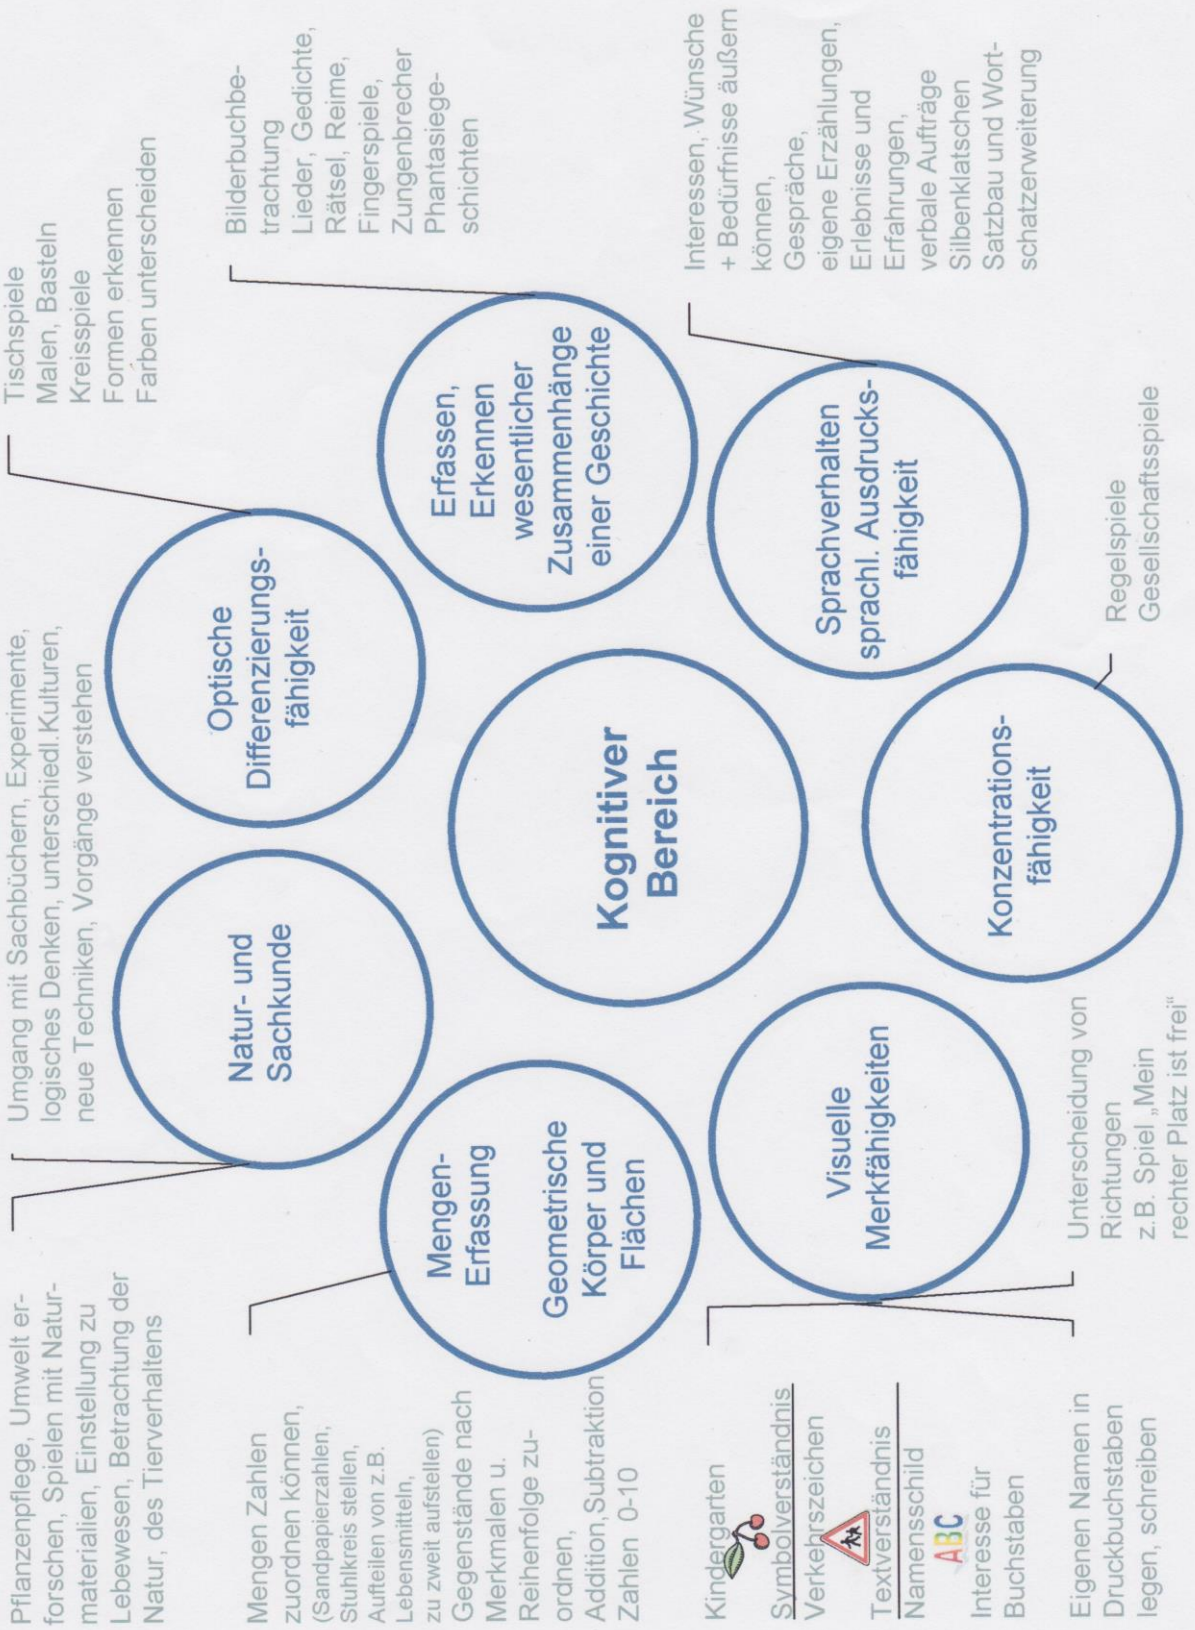 Pflanzenpflege, Umwelt er-
forschen, Spielen mit Natur-
materialien, Einstellung zu
Lebewesen, Betrachtung der
Natur, des Tierverhaltens
Umgang mit Sachbüchern, Experimente,
logisches Denken, unterschiedl.Kulturen,
neue Techniken, Vorgänge verstehen
Tischspiele
Malen, Basteln
Kreisspiele
Formen erkennen
Farben unterscheiden
Natur- und
Sachkunde
Optische
Differenzierungs-
fähigkeit
Bilderbuchbe-
trachtung
Lieder, Gedichte,
Rätsel, Reime,
Fingerspiele,
Zungenbrecher
Phantasiege-
schichten
Mengen Zahlen
zuordnen können,
(Sandpapierzahlen,
Stuhlkreis stellen,
Aufteilen von z.B.
Lebensmitteln,
zu zweit aufstellen)
Gegenstände nach
Merkmalen u.
Reihenfolge zu-
ordnen,
Addition,Subtraktion
Zahlen 0-10
Mengen-
Erfassung
Geometrische
Körper und
Flächen
Kognitiver
Bereich
Erfassen,
Erkennen
wesentlicher
Zusammenhänge
einer Geschichte
Interessen, Wünsche
+ Bedürfnisse äußern
können,
Gespräche,
eigene Erzählungen,
Erlebnisse und
Erfahrungen,
verbale Aufträge
Silbenklatschen
Satzbau und Wort-
schatzerweiterung
Kindergarten
Symbolverständnis
Verkehrszeichen
Textverständnis
Namensschild
ABC
Interesse für
Buchstaben
Visuelle
Merkfähigkeiten
Sprachverhalten
sprachl. Ausdrucks-
fähigkeit
Konzentrations-
fähigkeit
Eigenen Namen in
Druckbuchstaben
legen, schreiben
Unterscheidung von
Richtungen
z.B. Spiel „Mein
rechter Platz ist frei“
Regelspiele
Gesellschaftsspiele